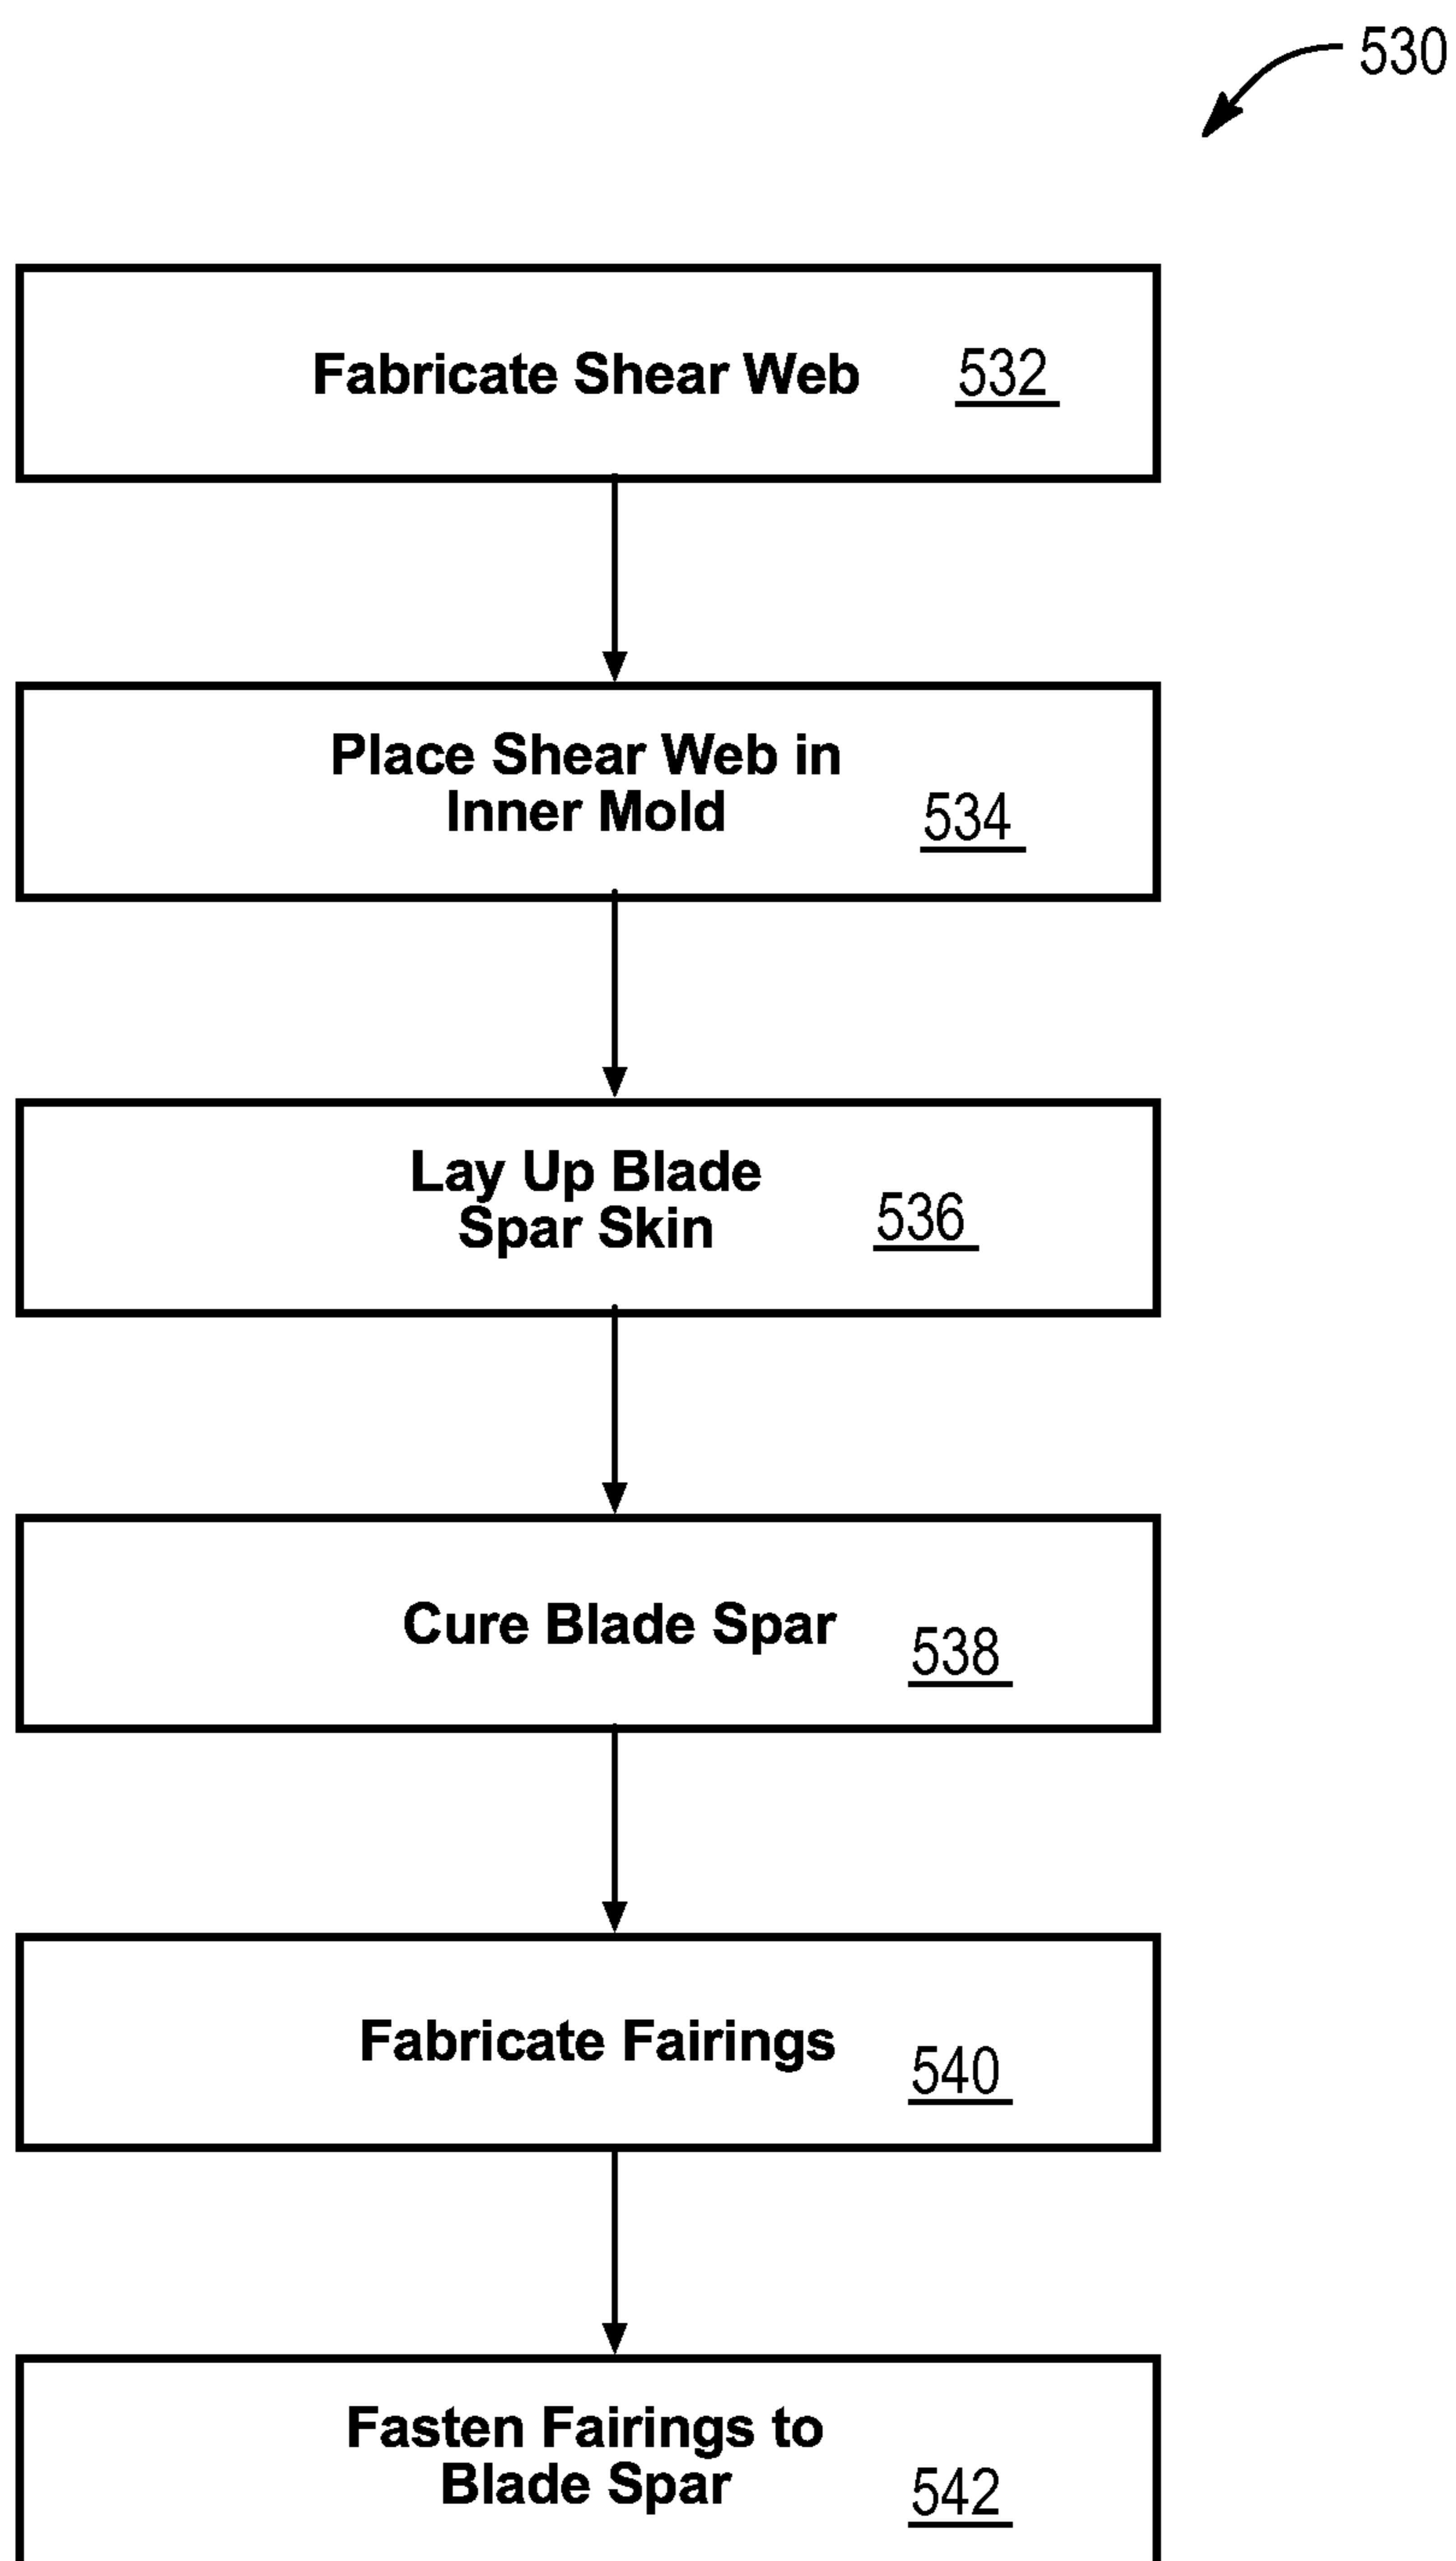 530
Fabricate Shear Web 532
Place Shear Web in
Inner Mold 534
Lay Up Blade
Spar Skin 536
Cure Blade Spar 538
Fabricate Fairings 540
Fasten Fairings to
Blade Spar 542